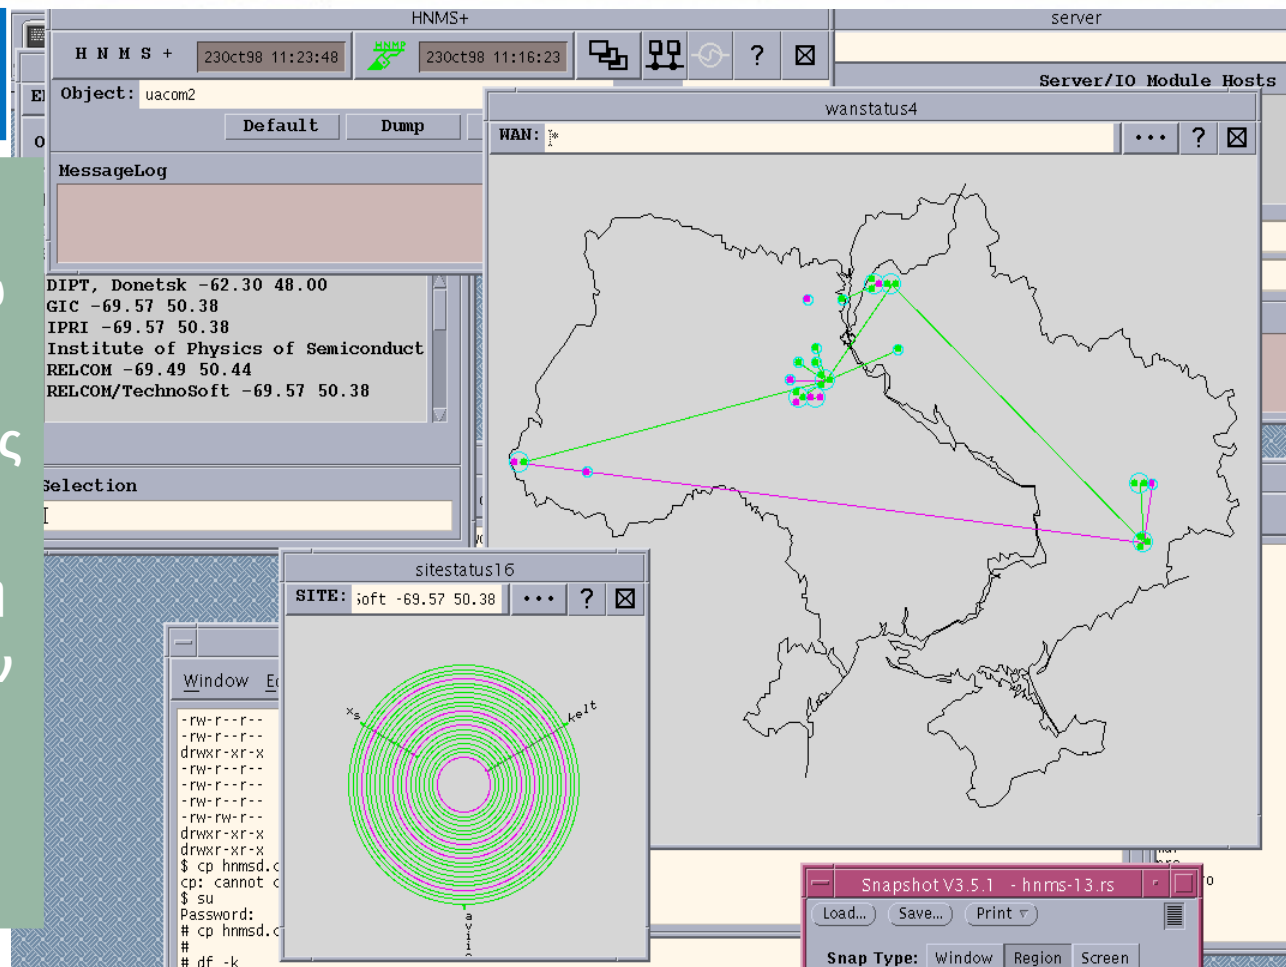 HNMS+
server
H N M S +
23Oct98 11:23:48
HNMP
23Oct98 11:16:23
?
Server/IO Module Hosts
Object: uacom2
Default
Dump
MessageLog
wanstatus4
WAN: *
...
?
DIPT, Donetsk -62.30 48.00
GIC -69.57 50.38
IPRI -69.57 50.38
Institute of Physics of Semiconduct
RELCOM -69.49 50.44
RELCOM/TechnoSoft -69.57 50.38
Selection
sitestatus16
SITE: soft -69.57 50.38
...
?
xs
kelt
Window
-rw-r--r--
-rw-r--r--
drwxr-xr-x
-rw-r--r--
-rw-r--r--
-rw-r--r--
-rw-rw-r--
drwxr-xr-x
drwxr-xr-x
$ cp hnmsd.
cp: cannot
$ su
Password:
# cp hnmsd.
#
# df -k
Snapshot V3.5.1 - hnms-13.rs
Load...
Save...
Print
Snap Type:
Window
Region
Screen